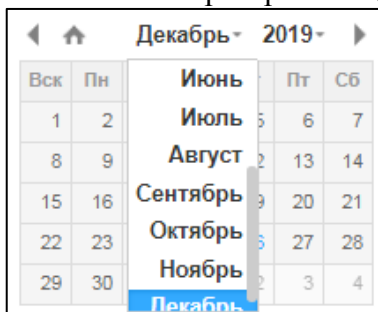 Декабрь 2019
Вск Пн Июнь Пт Сб
1 2 Июль 6 7
8 9 Август 13 14
15 16 Сентябрь 20 21
22 23 Октябрь 27 28
29 30 Ноябрь 3 4
Декабрь